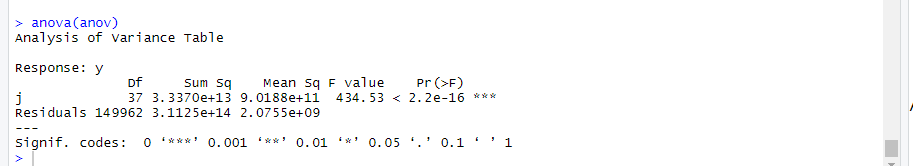 > anova(anov)
Analysis of Variance Table

Response: y
              Df     Sum Sq    Mean Sq F value    Pr(>F)
j             37 3.3370e+13 9.0188e+11  434.53 < 2.2e-16 ***
Residuals 149962 3.1125e+14 2.0755e+09
---
Signif. codes:  0 ‘***’ 0.001 ‘**’ 0.01 ‘*’ 0.05 ‘.’ 0.1 ‘ ’ 1
>